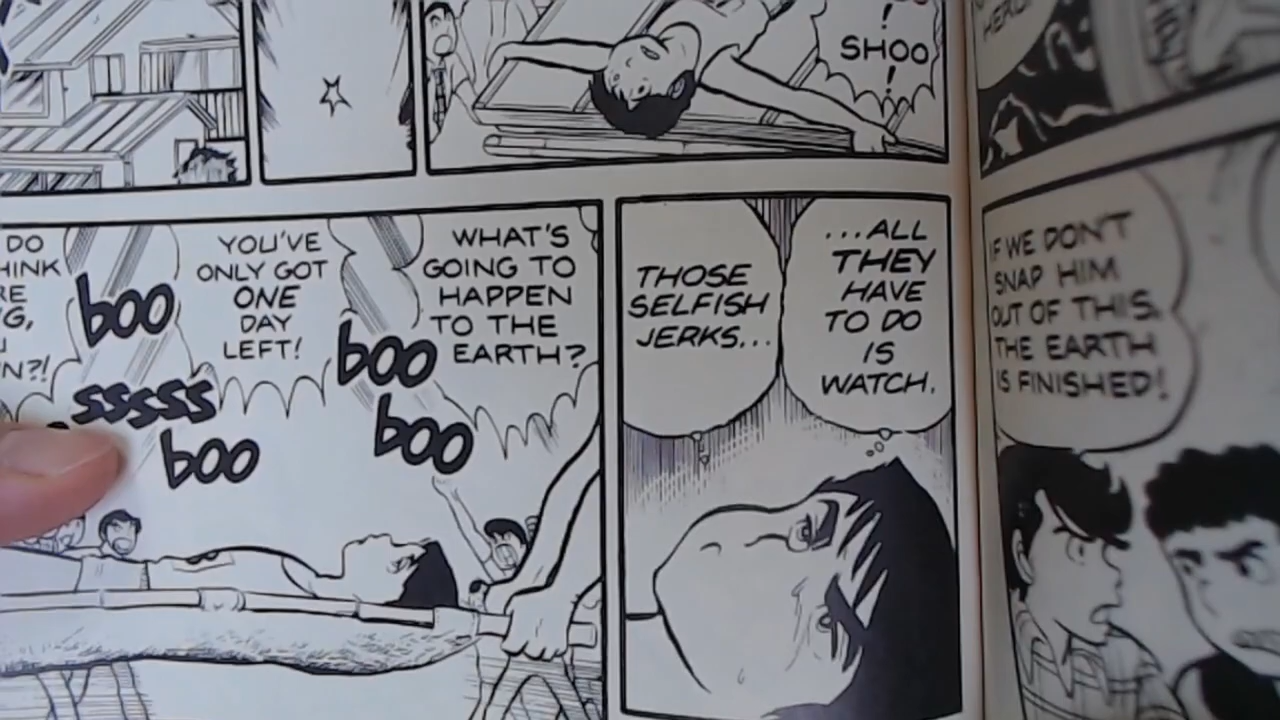 IF WE DON'T
SNAP HIM
OUT OF THIS,
THE EARTH
IS FINISHED!
!
SHOO
!
...ALL
THEY
HAVE
TO DO
IS
WATCH.
THOSE
SELFISH
JERKS...
WHAT'S
GOING TO
HAPPEN
TO THE
EARTH?
boo
boo
YOU'VE
ONLY GOT
ONE
DAY
LEFT!
boo
sssss
boo
DO